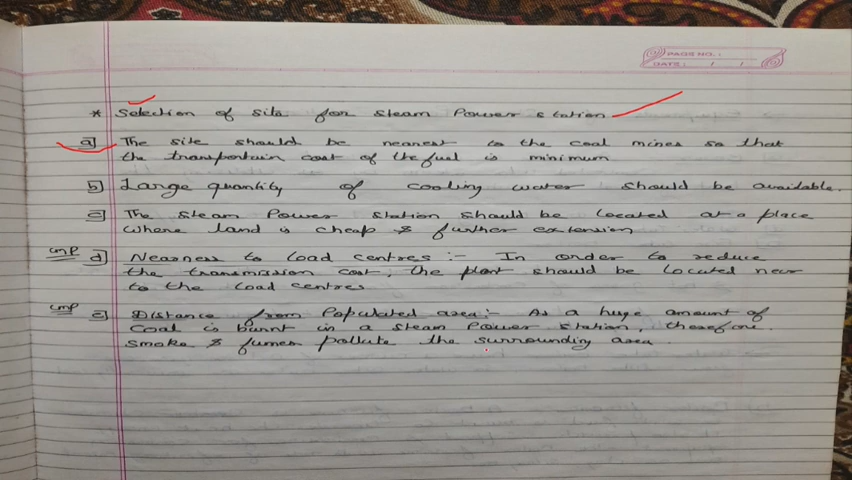 PAGE NO.:
DATE: / /
* Selection of site for steam Power station
a] The site should be nearest to the coal mines so that
the transportain cost of the fuel is minimum
b] Large quantity of cooling water should be available.
c] The steam Power station should be located at a place
where land is cheap & further extension
Imp d] Nearness to load centres :- In order to reduce
the transmission cost, the plant should be located near
to the load centres
Imp e] Distance from Populated area:- As a huge amount of
coal is burnt in a steam Power station, therefore.
smoke & fumes pollute the surrounding area.